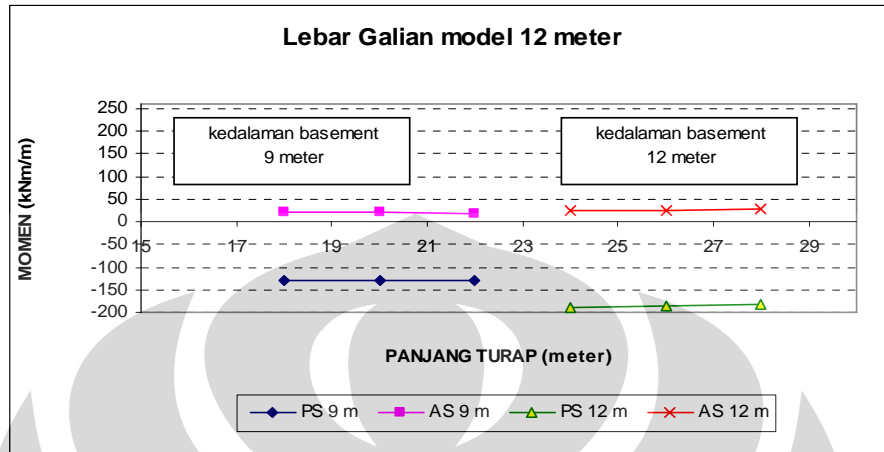 Lebar Galian model 12 meter
250
200
150
100
50
0
-50
-100
-150
-200
15 17 19 21 23 25 27 29
MOMEN (kNm/m)
kedalaman basement
9 meter
kedalaman basement
12 meter
PANJANG TURAP (meter)
PS 9 m AS 9 m PS 12 m AS 12 m